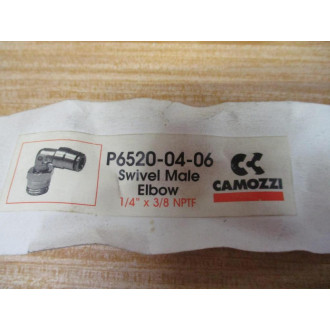 P6520-04-06
Swivel Male
Elbow
1/4" x 3/8 NPTF
CAMOZZI